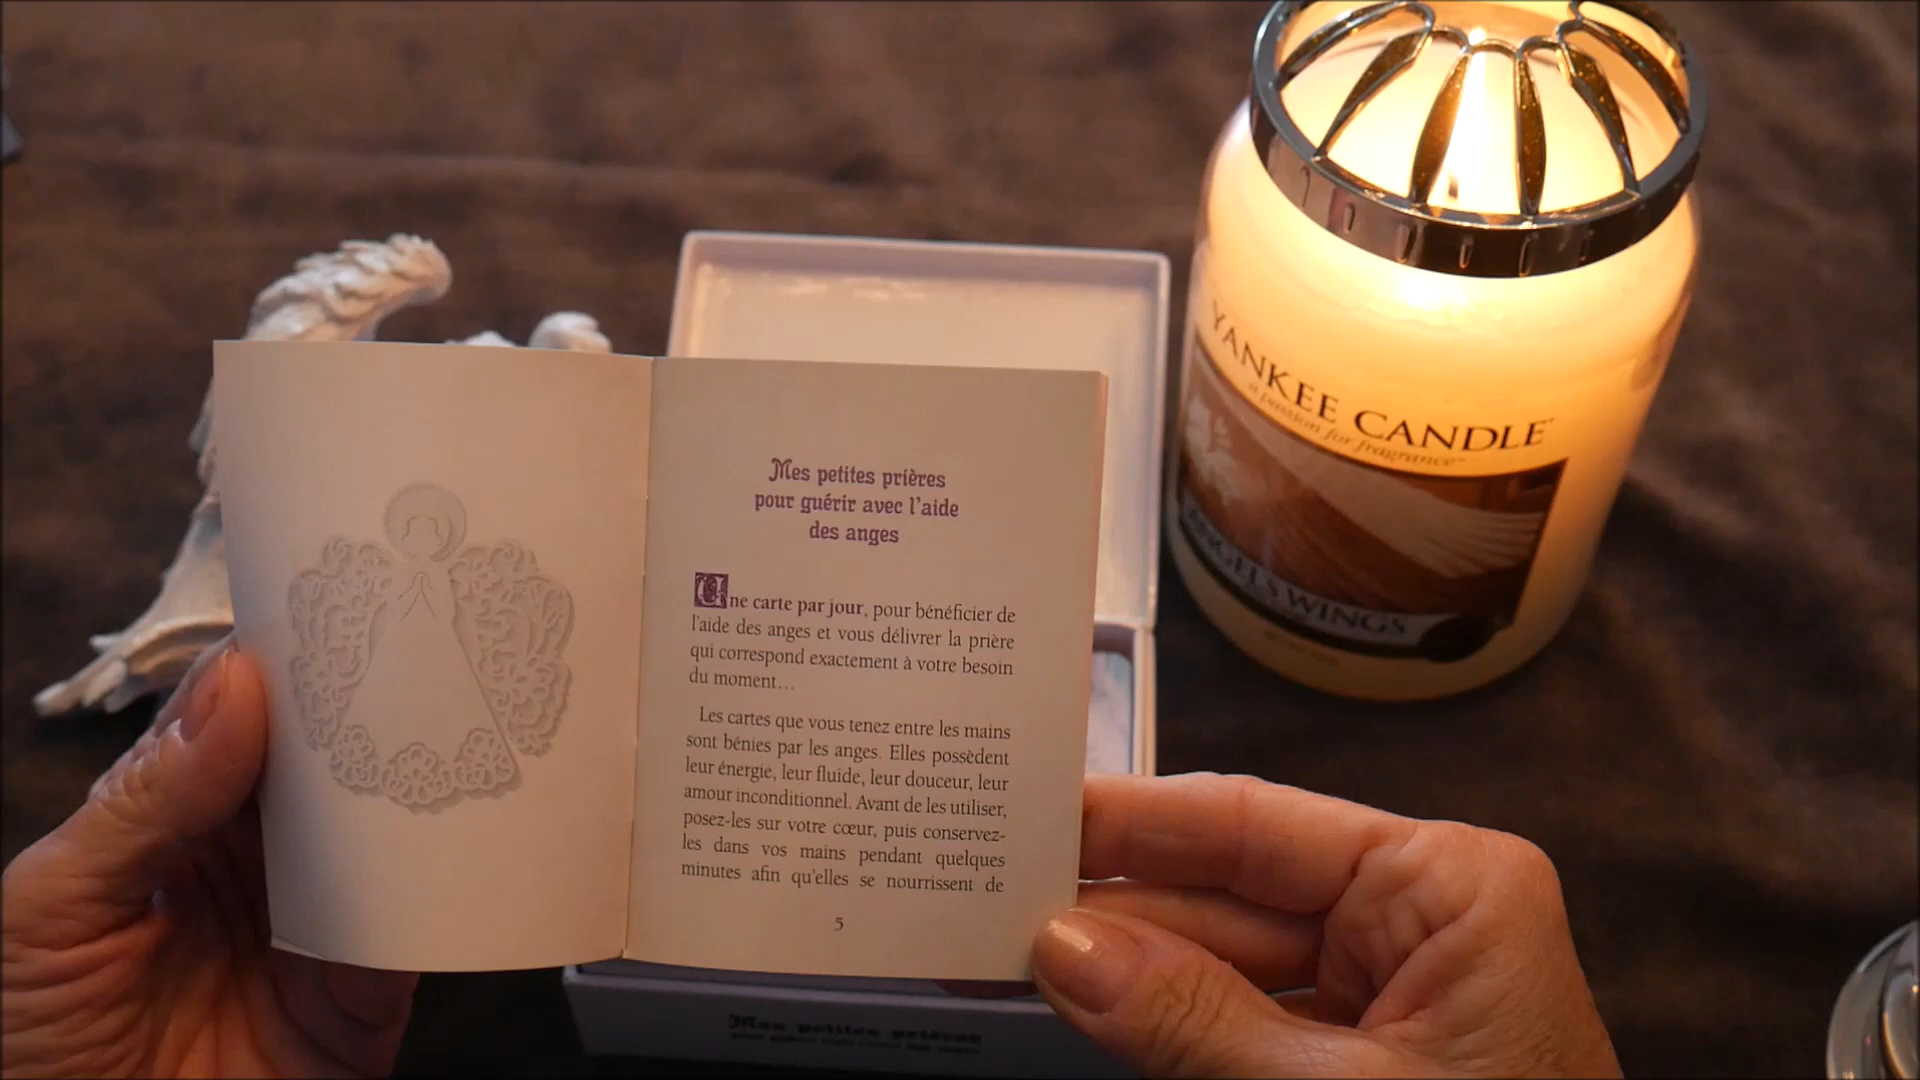 Mes petites prières
pour guérir avec l'aide
des anges
Une carte par jour, pour bénéficier de
l'aide des anges et vous délivrer la prière
qui correspond exactement à votre besoin
du moment…
Les cartes que vous tenez entre les mains
sont bénies par les anges. Elles possèdent
leur énergie, leur fluide, leur douceur, leur
amour inconditionnel. Avant de les utiliser,
posez-les sur votre cœur, puis conservez-
les dans vos mains pendant quelques
minutes afin qu'elles se nourrissent de
5
YANKEE CANDLE™
a passion for fragrance™
ANGEL'S WINGS
Mes petites prières